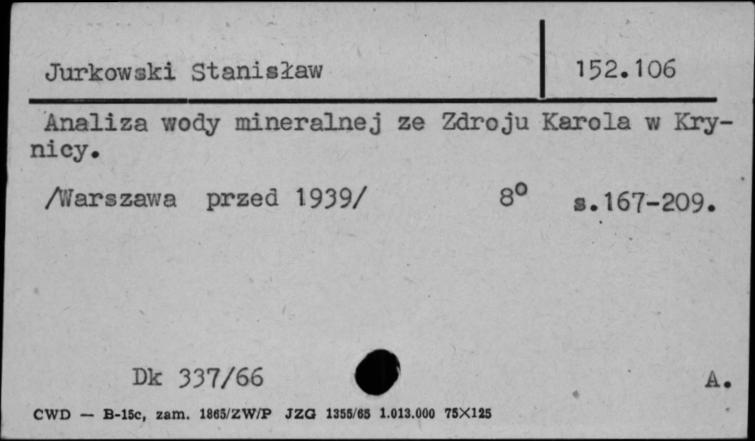 Jurkowski Stanisław 152.106
Analiza wody mineralnej ze Zdroju Karola w Kry-
nicy.
/Warszawa przed 1939/ 8° s.167-209.
Dk 337/66 A.
CWD — B-15c, zam. 1865/ZW/P JZG 1355/65 1.013.000 75X125